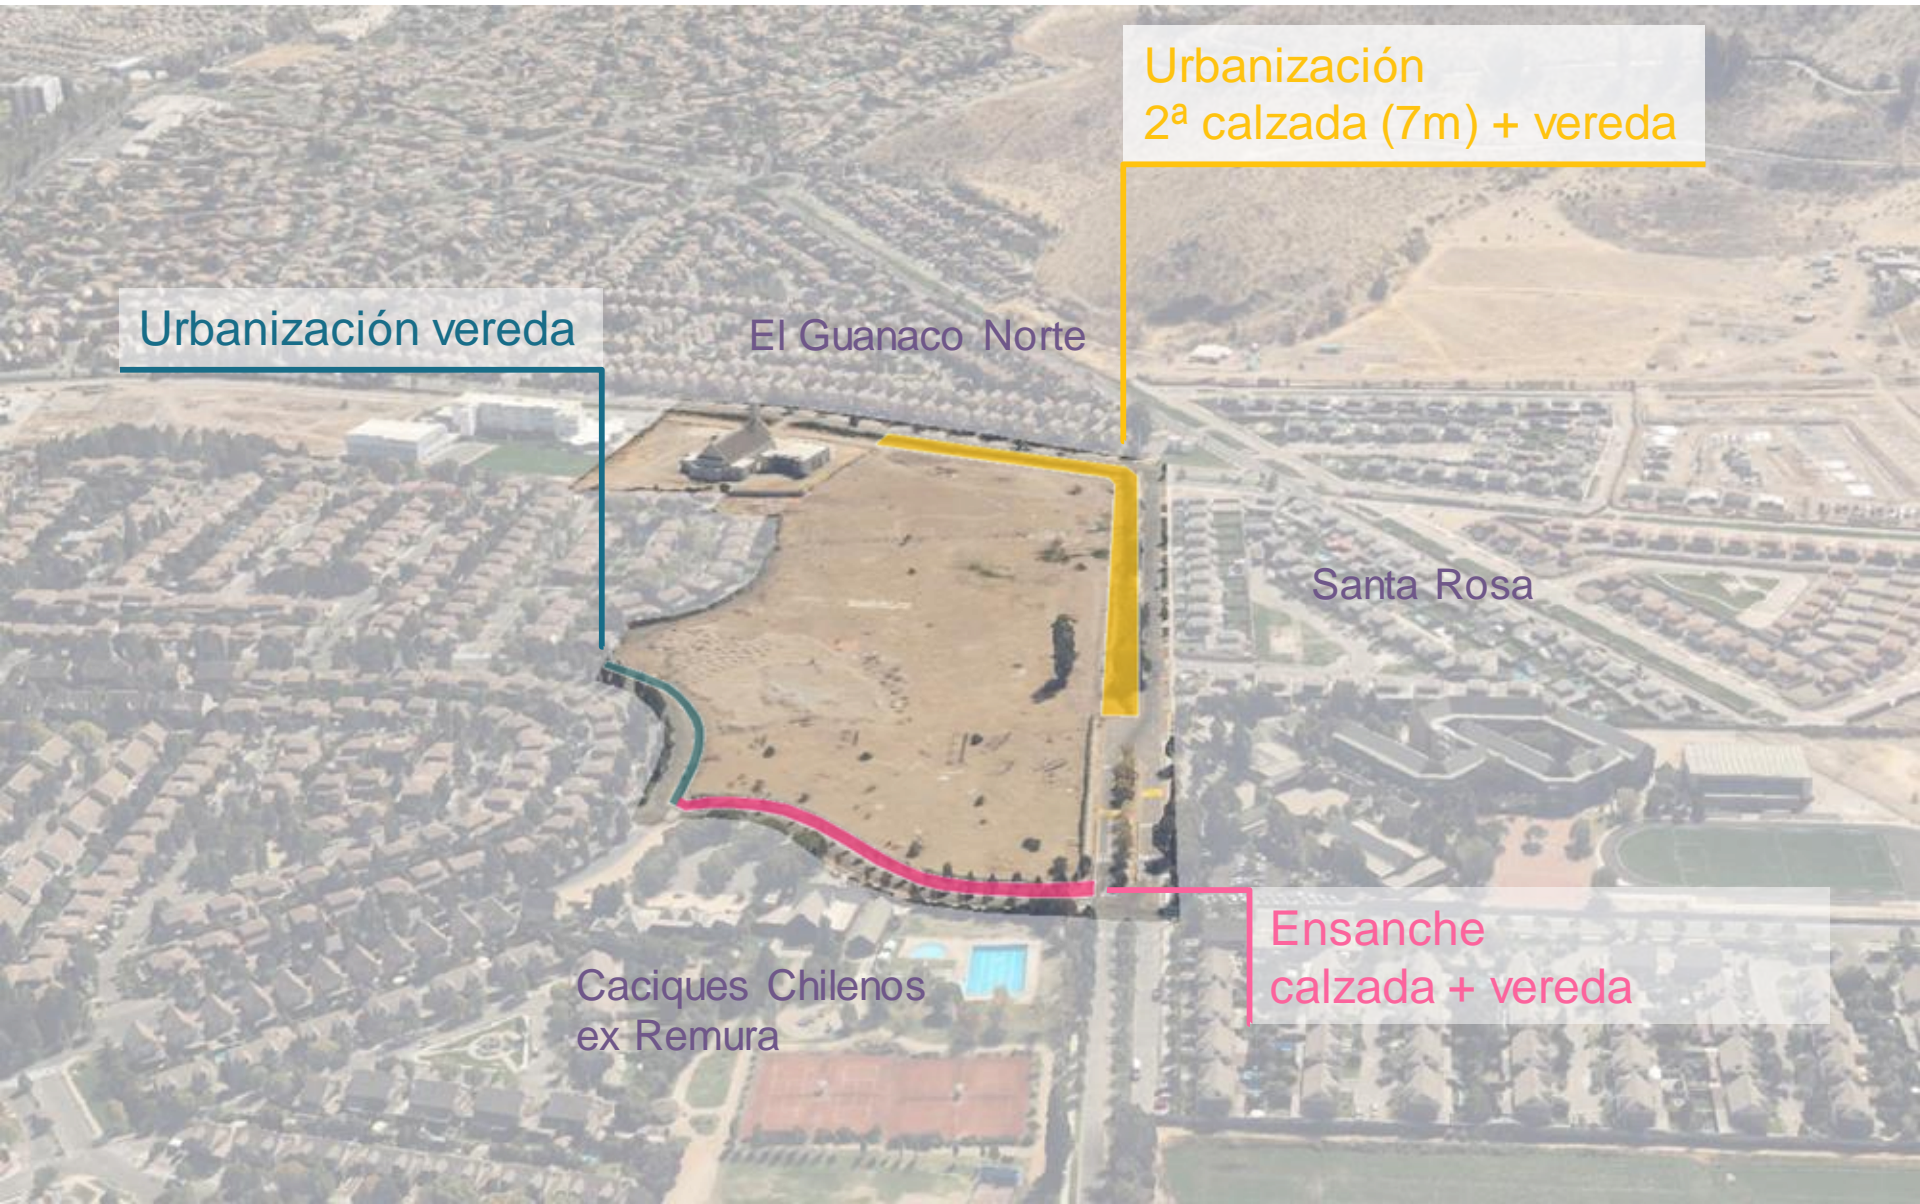 Urbanización
2ª calzada (7m) + vereda
Urbanización vereda
El Guanaco Norte
Santa Rosa
Ensanche
calzada + vereda
Caciques Chilenos
ex Remura